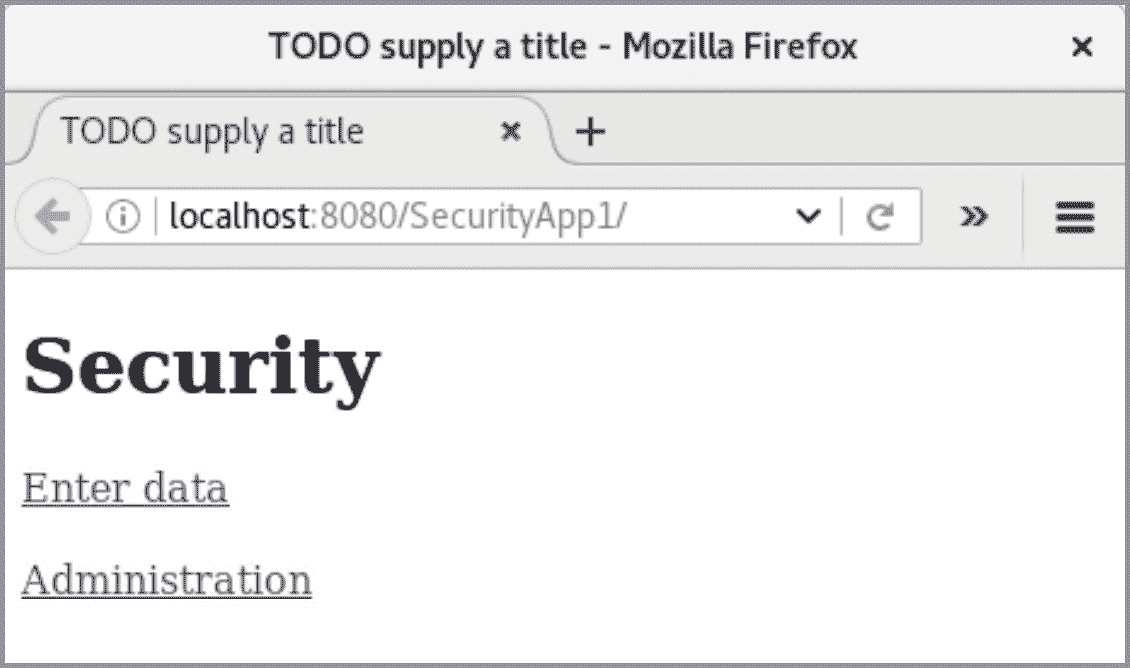 TODO supply a title - Mozilla Firefox
TODO supply a title
localhost:8080/SecurityApp1/
Security
Enter data
Administration